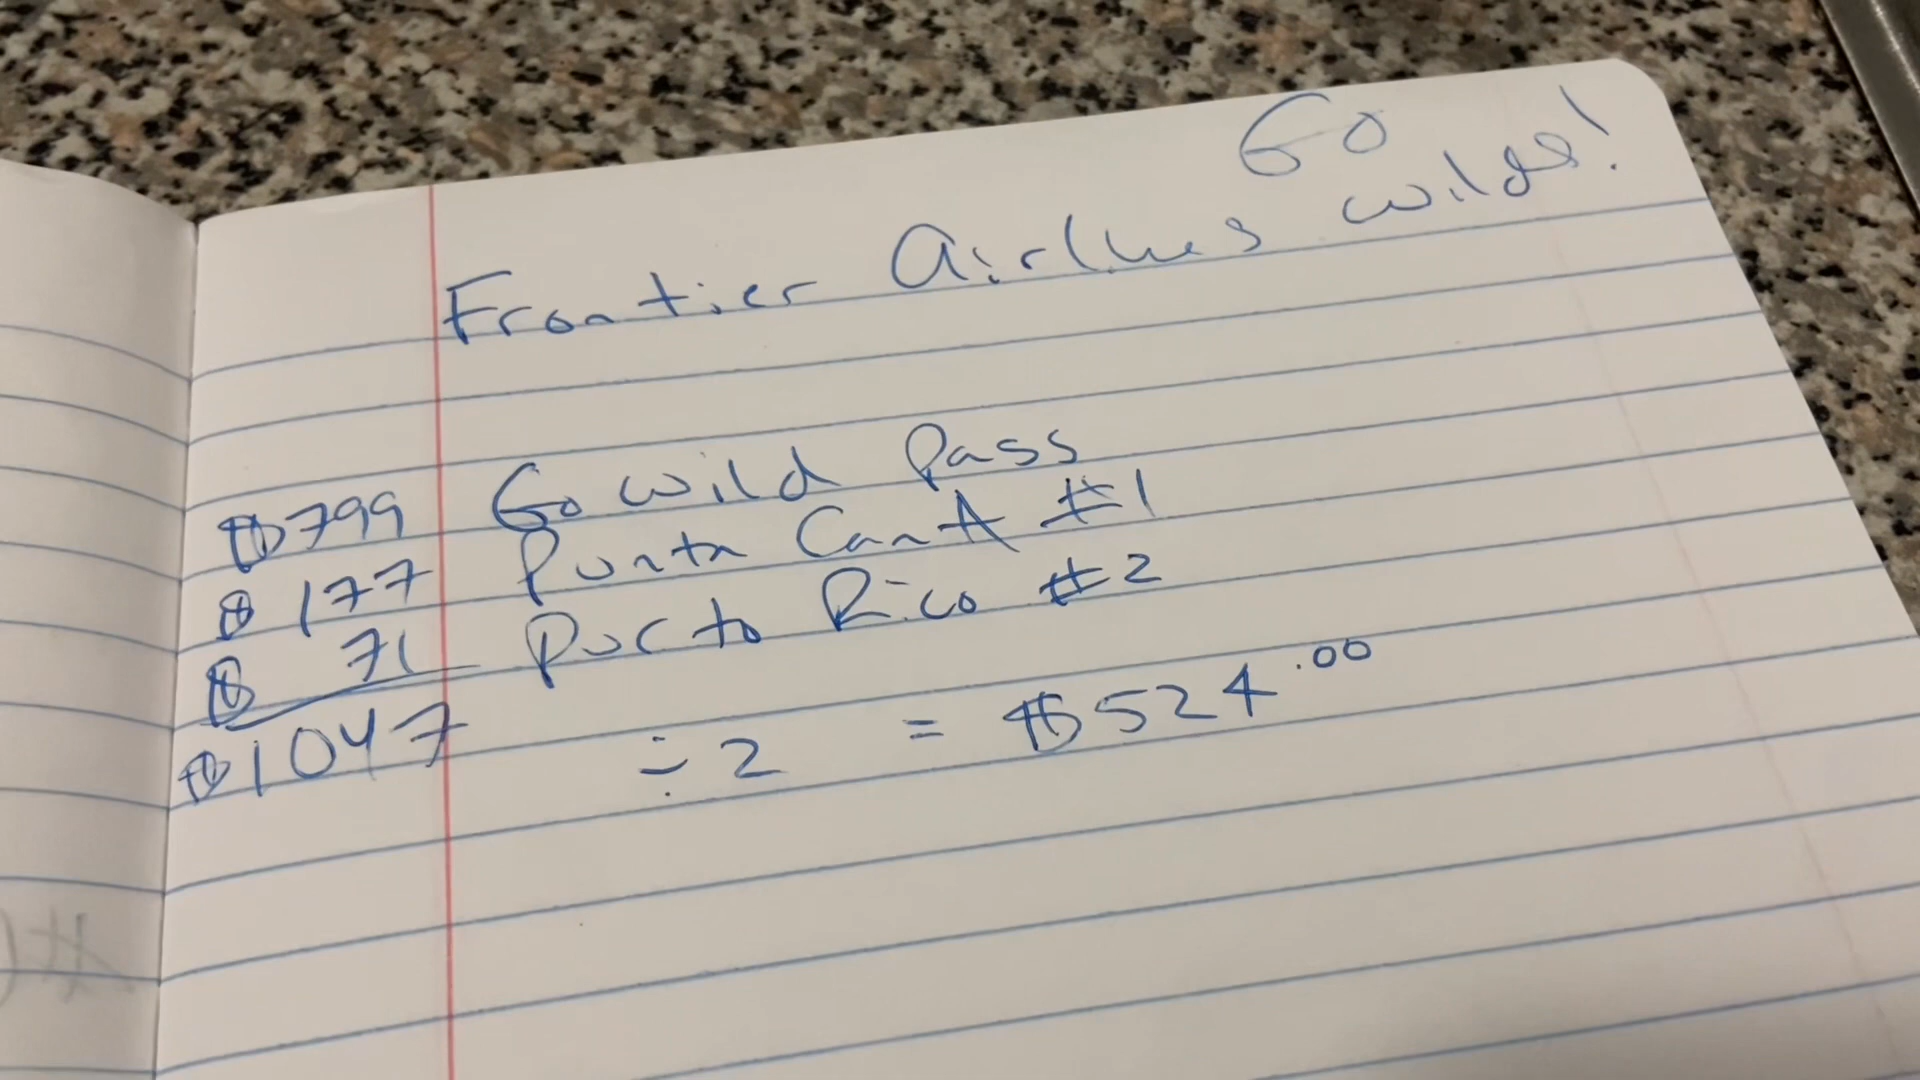 Go
Frontier Airlines wilds!
$799 Go Wild Pass
$177 Punta CanA #1
$71 Puerto Rico #2
$1047 ÷ 2 = $524.00